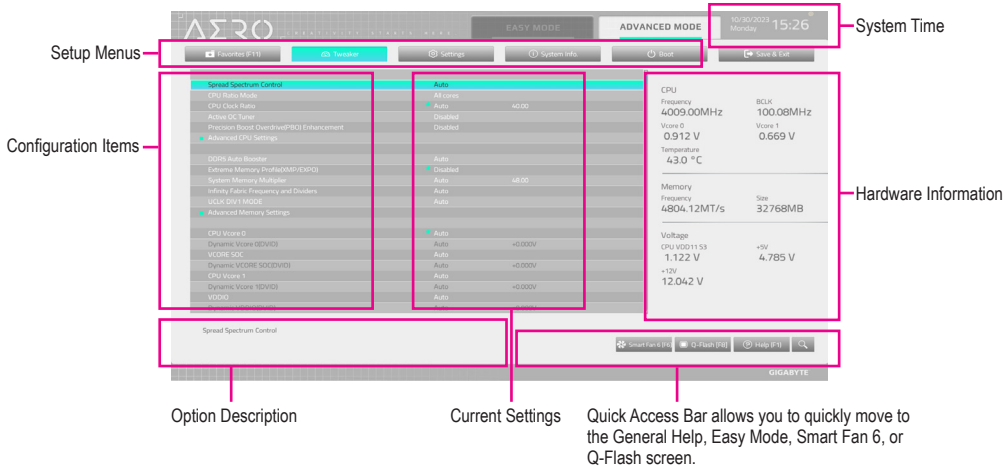 AERO
CREATIVITY STARTS HERE
EASY MODE
ADVANCED MODE
10/30/2023
Monday
15:26
System Time
Setup Menus
Favorites (F11)
Tweaker
Settings
System Info.
Boot
Save & Exit
Configuration Items
Spread Spectrum Control Auto
CPU Ratio Mode All cores
CPU Clock Ratio Auto 40.00
Active OC Tuner Disabled
Precision Boost Overdrive(PBO) Enhancement Disabled
Advanced CPU Settings
DDR5 Auto Booster Auto
Extreme Memory Profile(XMP/EXPO) Disabled
System Memory Multiplier Auto 48.00
Infinity Fabric Frequency and Dividers Auto
UCLK DIV1 MODE Auto
Advanced Memory Settings
CPU Vcore 0 Auto
Dynamic Vcore 0(DVID) Auto +0.000V
VCORE SOC Auto
Dynamic VCORE SOC(DVID) Auto +0.000V
CPU Vcore 1 Auto
Dynamic Vcore 1(DVID) Auto +0.000V
VDDIO Auto
CPU
Frequency BCLK
4009.00MHz 100.08MHz
Vcore 0 Vcore 1
0.912 V 0.669 V
Temperature
43.0 °C
Memory
Frequency Size
4804.12MT/s 32768MB
Voltage
CPU VDD11 S3 +5V
1.122 V 4.785 V
+12V
12.042 V
Hardware Information
Spread Spectrum Control
Smart Fan 6 (F6)
Q-Flash (F8)
Help (F1)
GIGABYTE
Option Description
Current Settings
Quick Access Bar allows you to quickly move to
the General Help, Easy Mode, Smart Fan 6, or
Q-Flash screen.